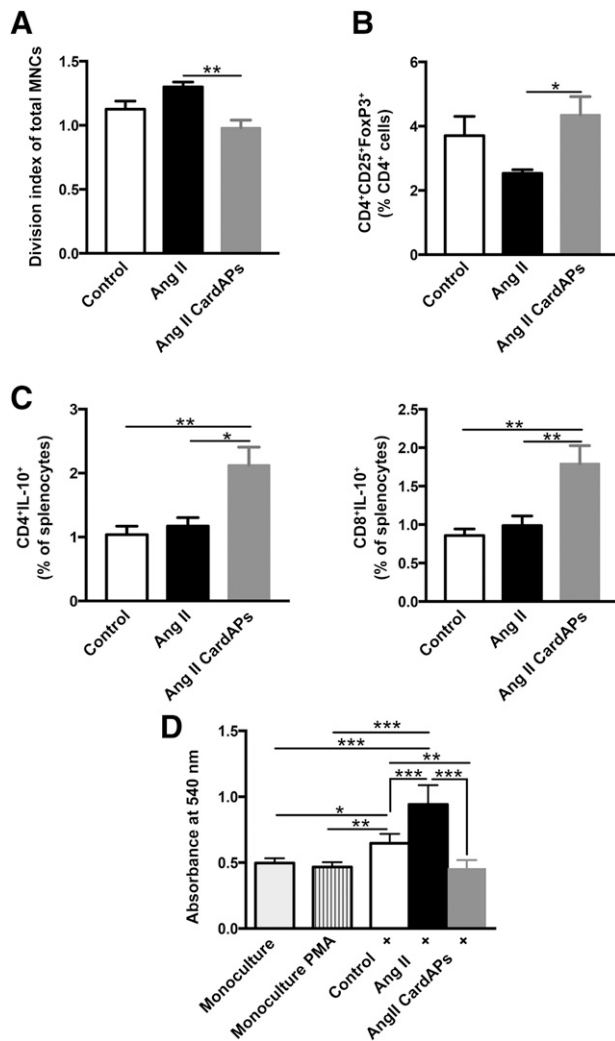 A
Division index of total MNCs
1.5
1.0
0.5
0.0
**
Control
Ang II
Ang II CardAPs
B
CD4⁺CD25⁺FoxP3⁺
(% CD4⁺ cells)
6
4
2
0
*
Control
Ang II
Ang II CardAPs
C
CD4⁺IL-10⁺
(% of splenocytes)
3
2
1
0
**
*
Control
Ang II
Ang II CardAPs
CD8⁺IL-10⁺
(% of splenocytes)
2.5
2.0
1.5
1.0
0.5
0.0
**
**
Control
Ang II
Ang II CardAPs
D
Absorbance at 540 nm
1.5
1.0
0.5
0.0
***
***
**
*** ***
*
**
Monoculture
Monoculture PMA
Control +
Ang II +
AngII CardAPs +